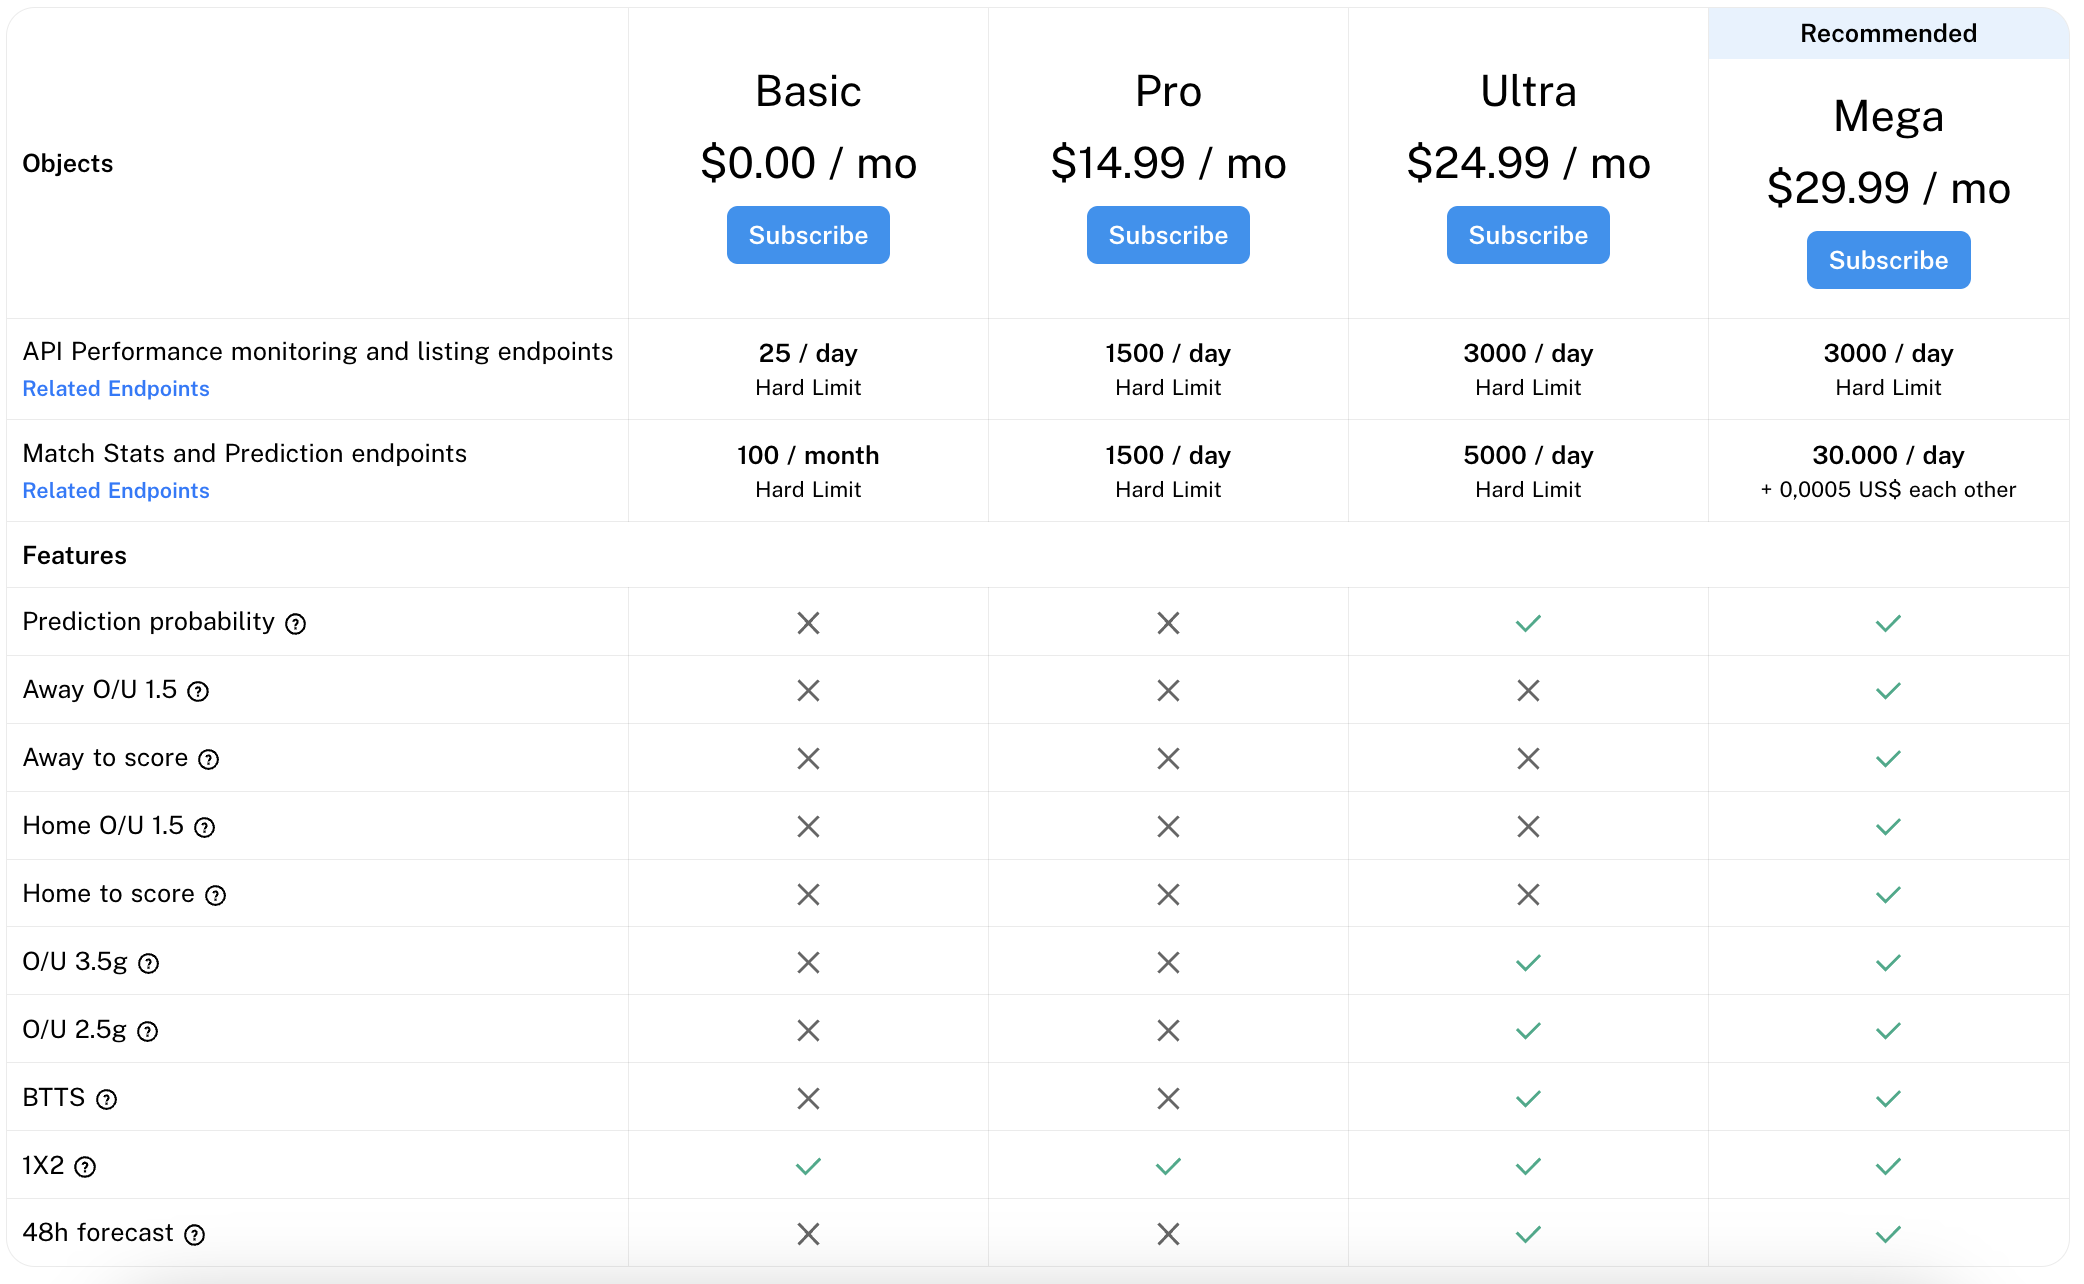 Recommended
Objects
Basic
$0.00 / mo
Subscribe
Pro
$14.99 / mo
Subscribe
Ultra
$24.99 / mo
Subscribe
Mega
$29.99 / mo
Subscribe
API Performance monitoring and listing endpoints
Related Endpoints
25 / day
Hard Limit
1500 / day
Hard Limit
3000 / day
Hard Limit
3000 / day
Hard Limit
Match Stats and Prediction endpoints
Related Endpoints
100 / month
Hard Limit
1500 / day
Hard Limit
5000 / day
Hard Limit
30.000 / day
+ 0,0005 US$ each other
Features
Prediction probability ?
Away O/U 1.5 ?
Away to score ?
Home O/U 1.5 ?
Home to score ?
O/U 3.5g ?
O/U 2.5g ?
BTTS ?
1X2 ?
48h forecast ?